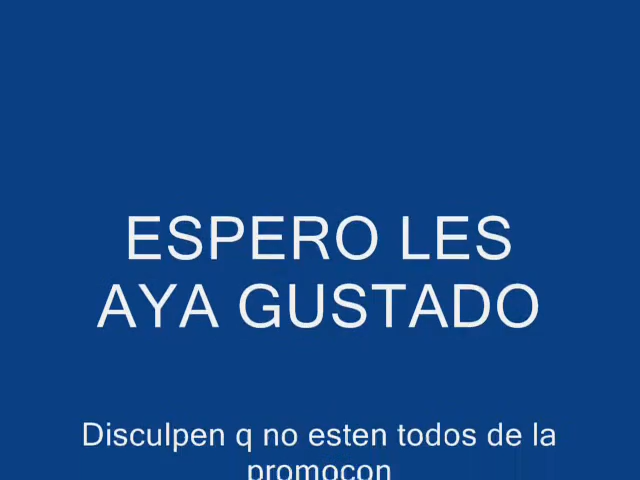 ESPERO LES
AYA GUSTADO
Disculpen q no esten todos de la
promocon